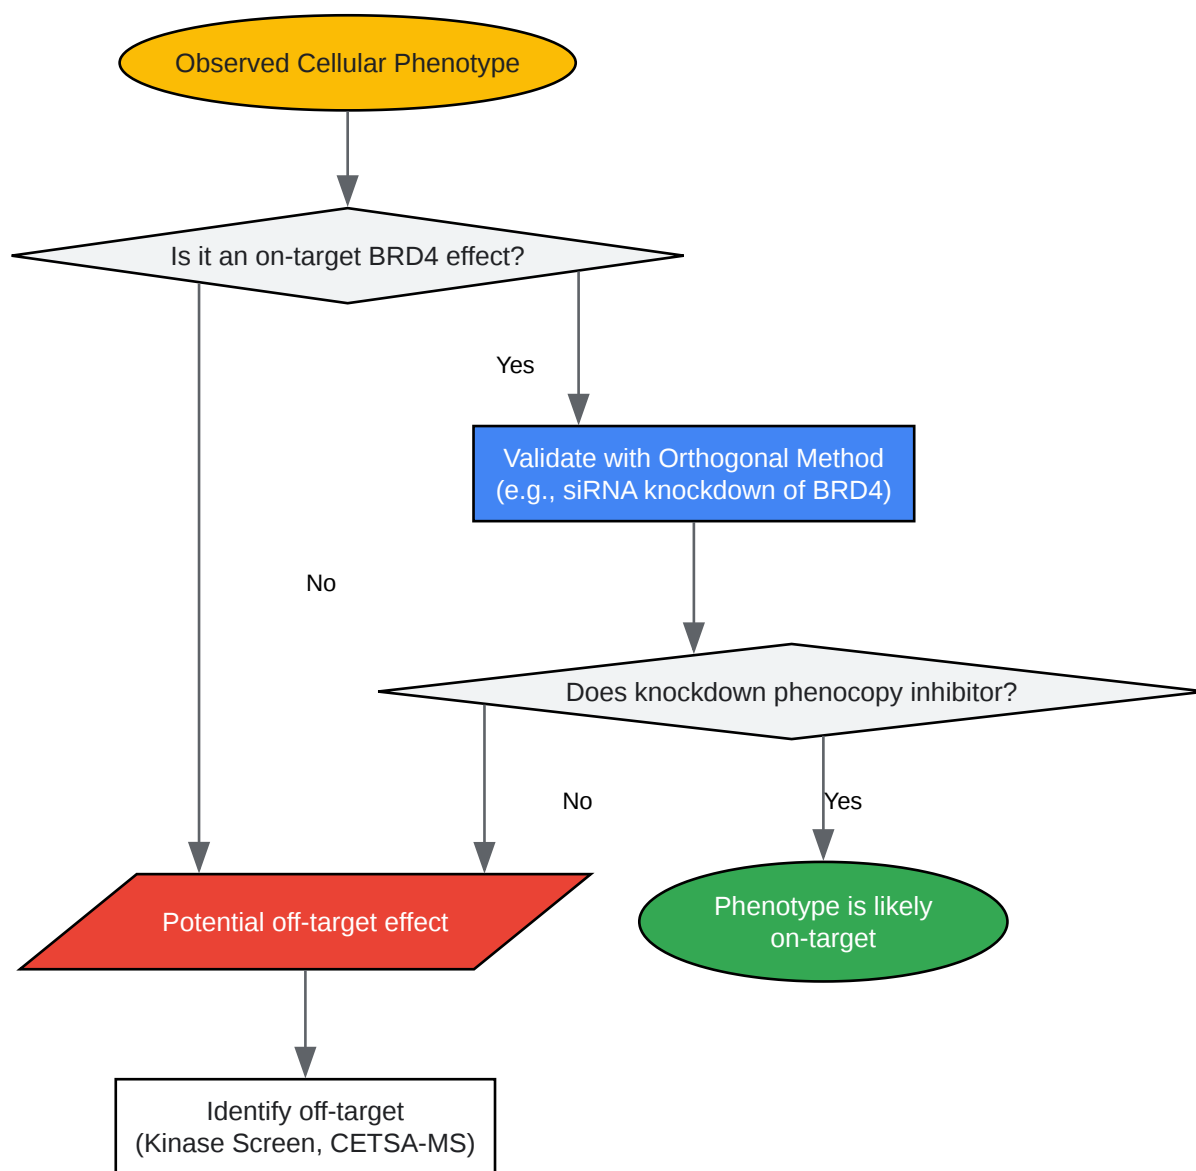 Observed Cellular Phenotype
Is it an on-target BRD4 effect?
Yes
Validate with Orthogonal Method
(e.g., siRNA knockdown of BRD4)
No
Does knockdown phenocopy inhibitor?
No
Yes
Potential off-target effect
Phenotype is likely
on-target
Identify off-target
(Kinase Screen, CETSA-MS)